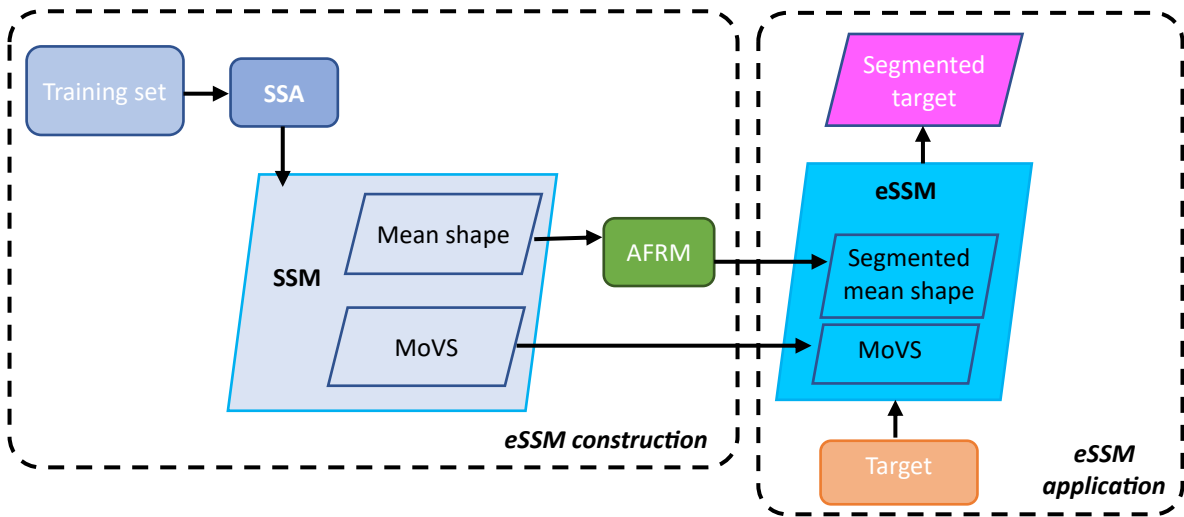 Training set
SSA
SSM
Mean shape
MoVS
AFRM
eSSM construction
Segmented
target
eSSM
Segmented
mean shape
MoVS
Target
eSSM
application